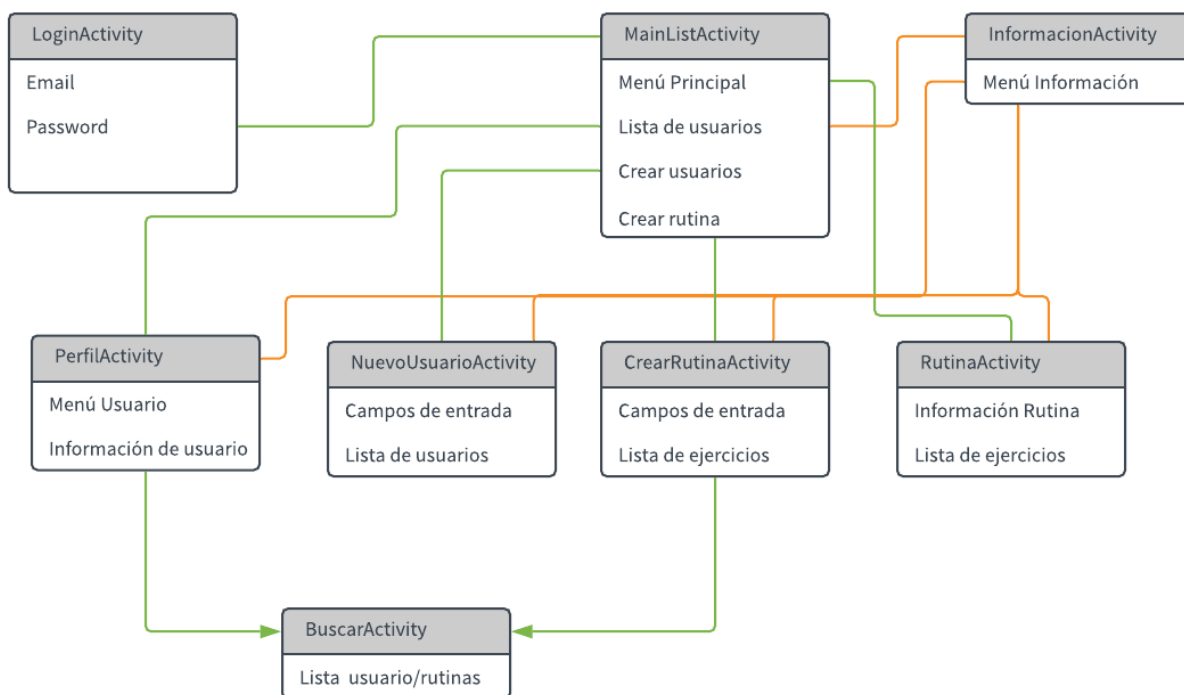 LoginActivity
Email
Password
MainListActivity
Menú Principal
Lista de usuarios
Crear usuarios
Crear rutina
InformacionActivity
Menú Información
PerfilActivity
Menú Usuario
Información de usuario
NuevoUsuarioActivity
Campos de entrada
Lista de usuarios
CrearRutinaActivity
Campos de entrada
Lista de ejercicios
RutinaActivity
Información Rutina
Lista de ejercicios
BuscarActivity
Lista usuario/rutinas